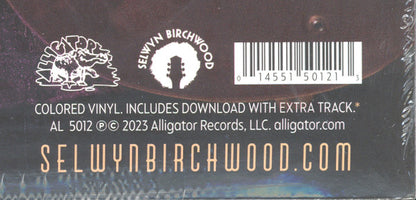 ALLIGATOR
SELWYN BIRCHWOOD
0 14551 50121 3
COLORED VINYL. INCLUDES DOWNLOAD WITH EXTRA TRACK.*
AL 5012 ℗© 2023 Alligator Records, LLC. alligator.com
SELWYNBIRCHWOOD.COM